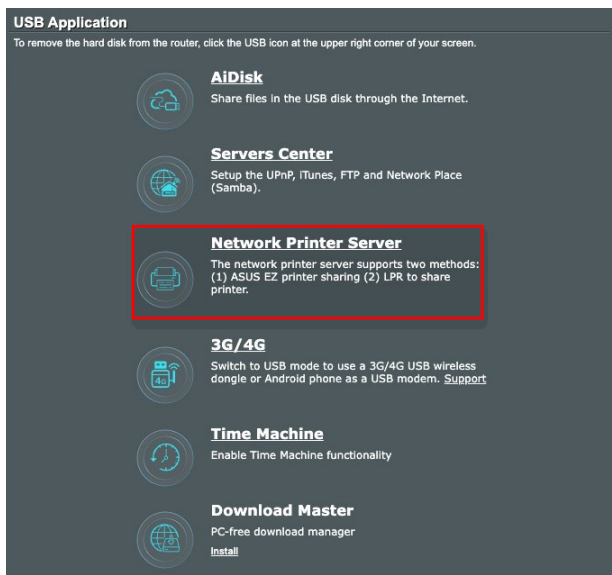 USB Application
To remove the hard disk from the router, click the USB icon at the upper right corner of your screen.
AiDisk
Share files in the USB disk through the Internet.
Servers Center
Setup the UPnP, iTunes, FTP and Network Place
(Samba).
Network Printer Server
The network printer server supports two methods:
(1) ASUS EZ printer sharing (2) LPR to share
printer.
3G/4G
Switch to USB mode to use a 3G/4G USB wireless
dongle or Android phone as a USB modem. Support
4G
Time Machine
Enable Time Machine functionality
Download Master
PC-free download manager
Install